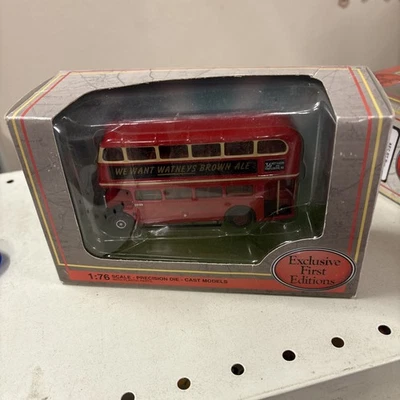 WE WANT WATNEYS BROWN ALE
1:76 SCALE - PRECISION DIE - CAST MODELS
Exclusive
First
Editions